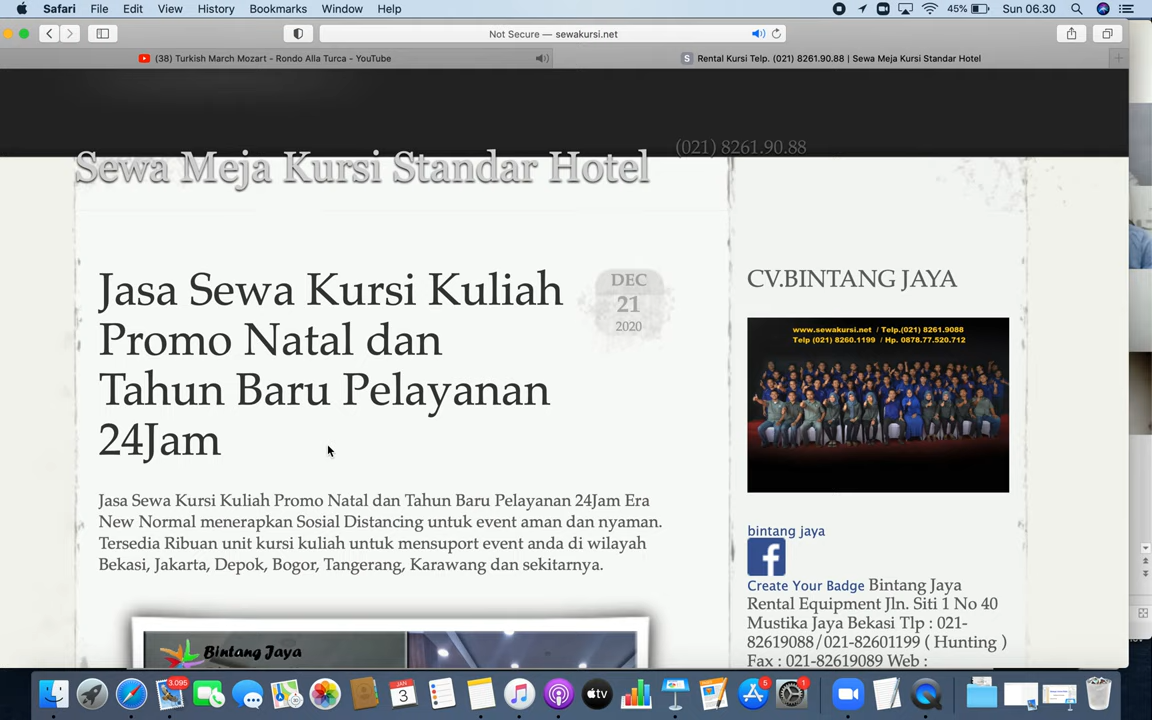 Safari File Edit View History Bookmarks Window Help 45% Sun 06.30
Not Secure — sewakursi.net
(38) Turkish March Mozart - Rondo Alla Turca - YouTube
S Rental Kursi Telp. (021) 8261.90.88 | Sewa Meja Kursi Standar Hotel
Sewa Meja Kursi Standar Hotel
(021) 8261.90.88
Jasa Sewa Kursi Kuliah
Promo Natal dan
Tahun Baru Pelayanan
24Jam
DEC
21
2020
Jasa Sewa Kursi Kuliah Promo Natal dan Tahun Baru Pelayanan 24Jam Era
New Normal menerapkan Sosial Distancing untuk event aman dan nyaman.
Tersedia Ribuan unit kursi kuliah untuk mensuport event anda di wilayah
Bekasi, Jakarta, Depok, Bogor, Tangerang, Karawang dan sekitarnya.
Bintang Jaya
CV.BINTANG JAYA
www.sewakursi.net / Telp.(021) 8261.9088
Telp (021) 8260.1199 / Hp. 0878.77.520.712
bintang jaya
f
Create Your Badge Bintang Jaya
Rental Equipment Jln. Siti 1 No 40
Mustika Jaya Bekasi Tlp : 021-
82619088/021-82601199 ( Hunting )
Fax : 021-82619089 Web :
3.095
JAN
3
tv
5
1